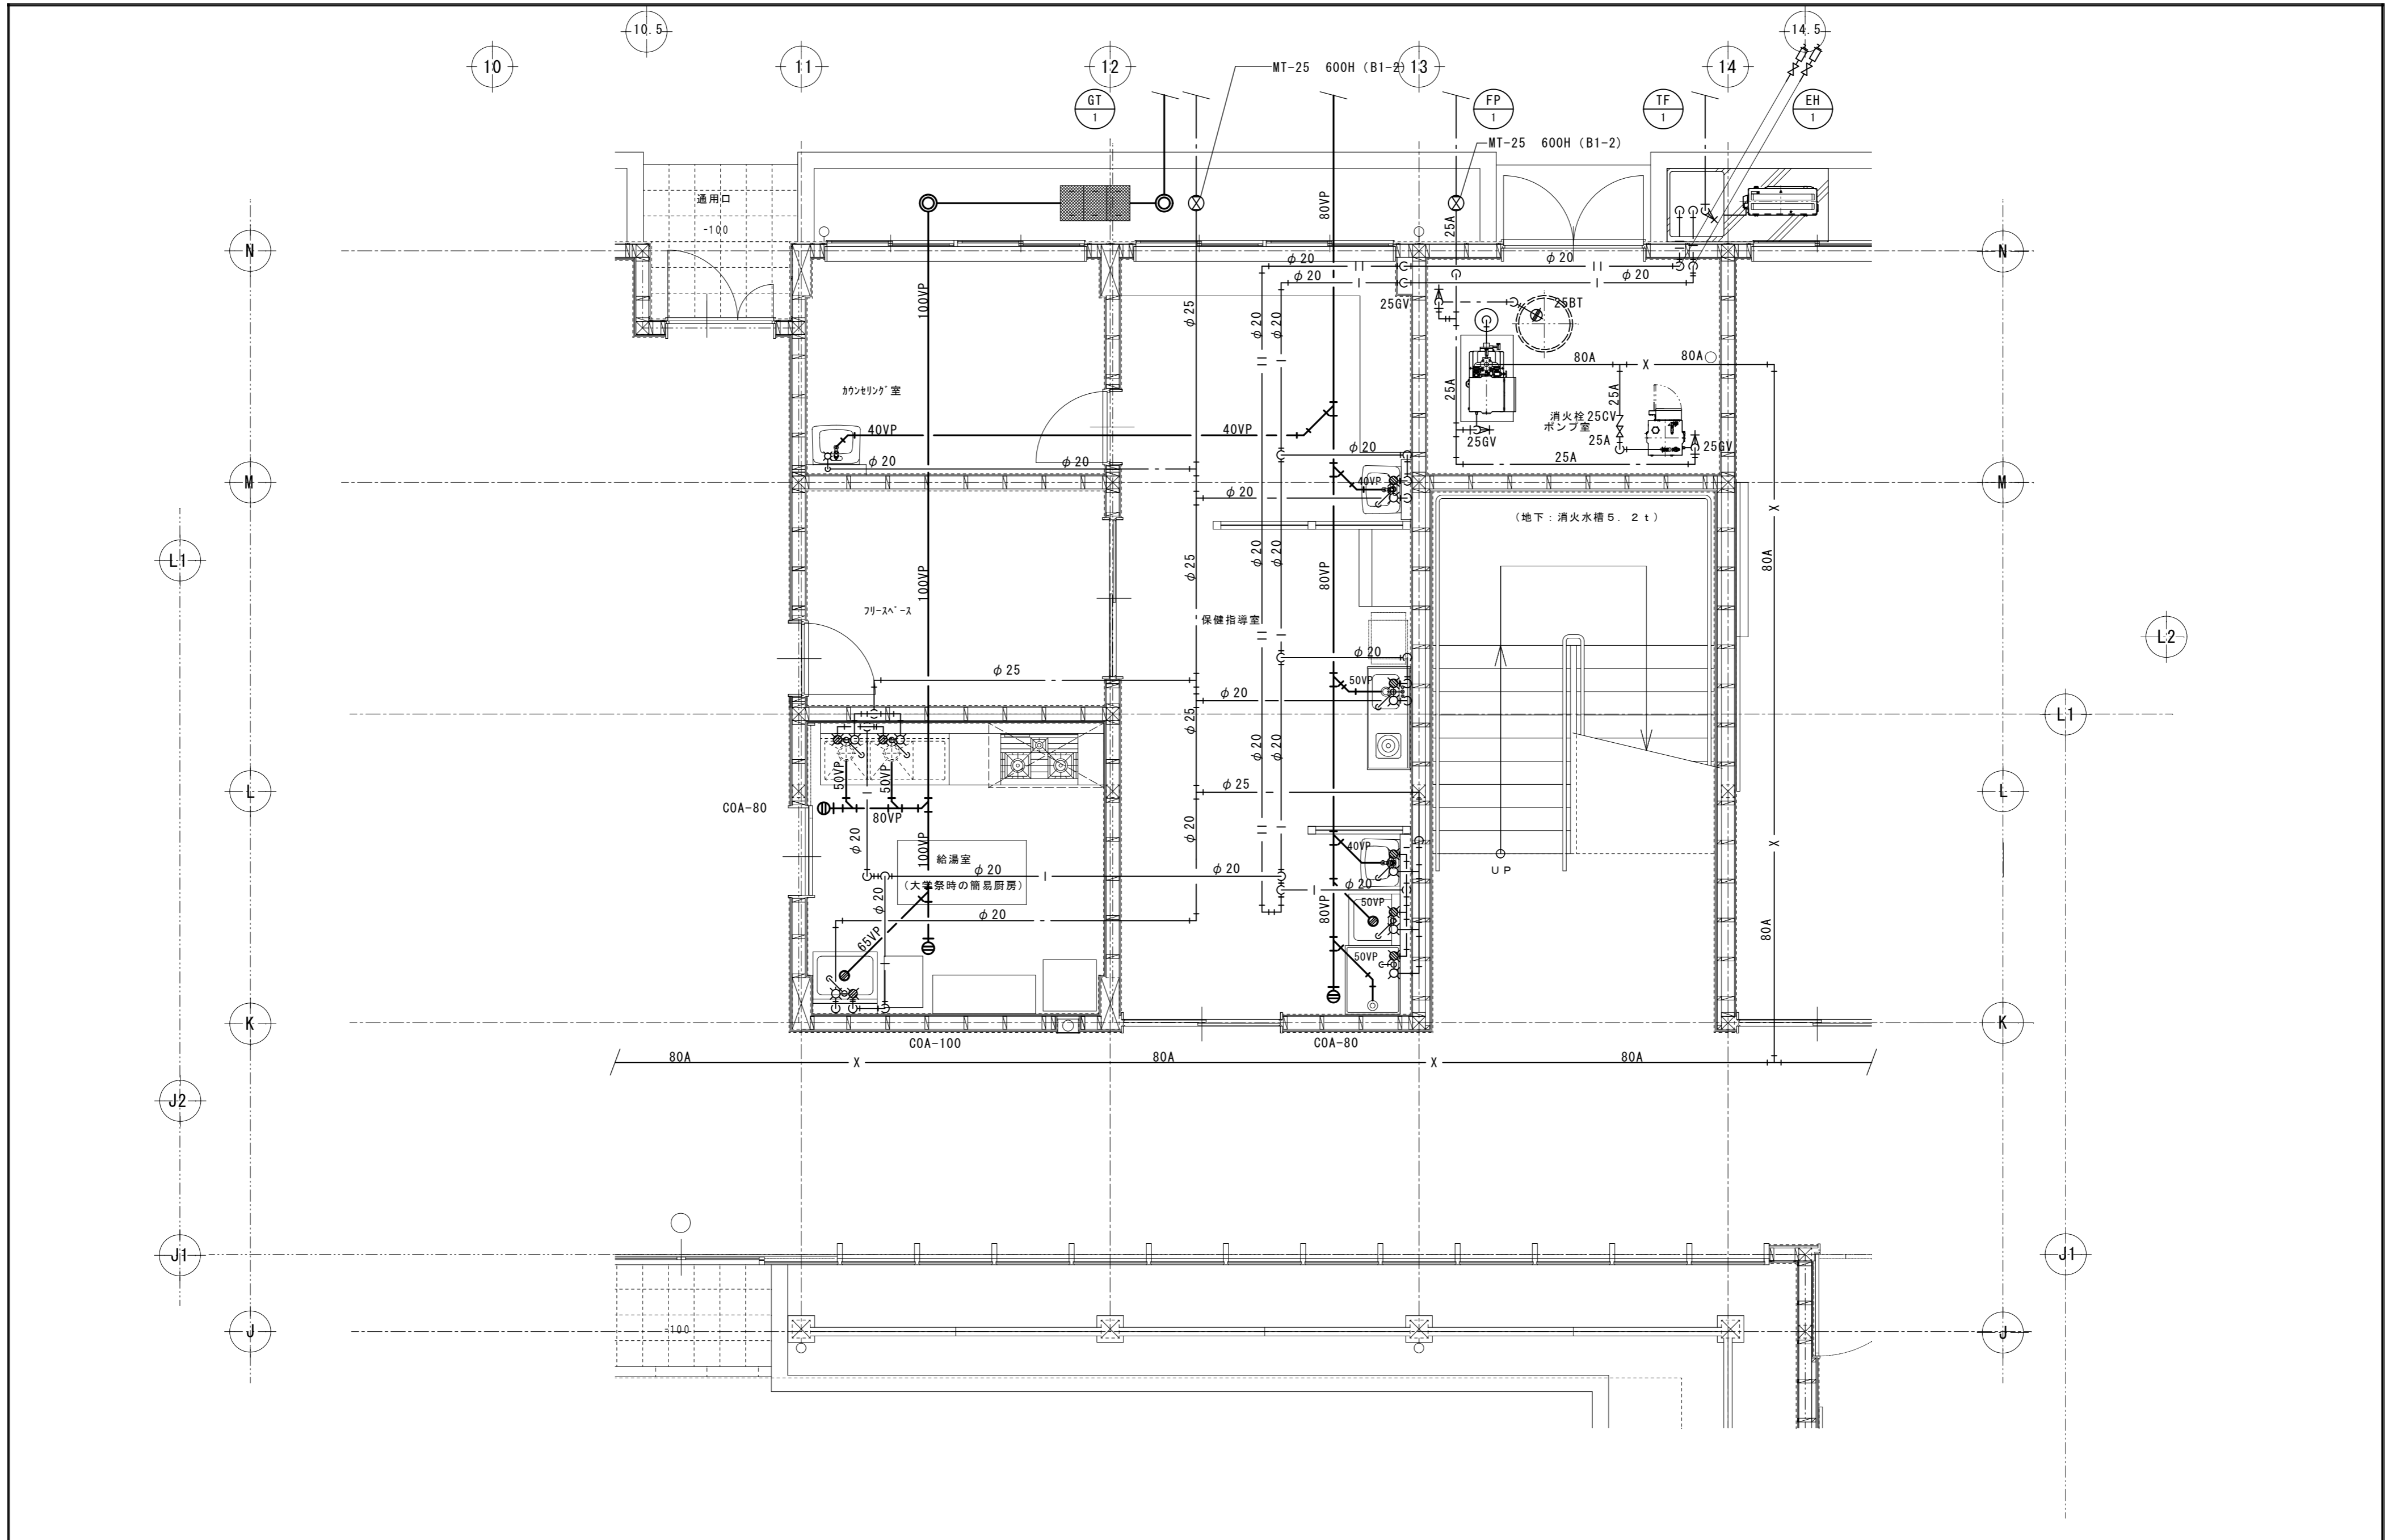 10.5
14.5
10
11
12
MT-25 600H (B1-2)
13
14
GT
1
FP
1
TF
1
EH
1
MT-25 600H (B1-2)
通用口
-100
80VP
25A
N
N
φ20
φ20
φ20
φ20
100VP
φ25
φ20
φ20
25GV
25BT
80A
X
80A
25A
25A
カウンセリング室
消火栓
ポンプ室
25CV
40VP
40VP
25GV
25A
25GV
φ20
φ20
φ20
25A
M
M
40VP
φ20
X
(地下:消火水槽5.2t)
L1
100VP
φ25
φ20
φ20
80VP
80A
フリースペース
保健指導室
L2
φ25
φ20
50VP
φ20
L1
φ25
φ20
φ20
50VP
50VP
φ25
L
L
COA-80
80VP
φ20
100VP
φ20
40VP
X
給湯室
(大学祭時の簡易厨房)
φ20
φ20
φ20
UP
φ20
φ20
50VP
80VP
65VP
50VP
80A
K
K
COA-100
COA-80
80A
X
80A
X
80A
J2
J1
J1
J
-100
J